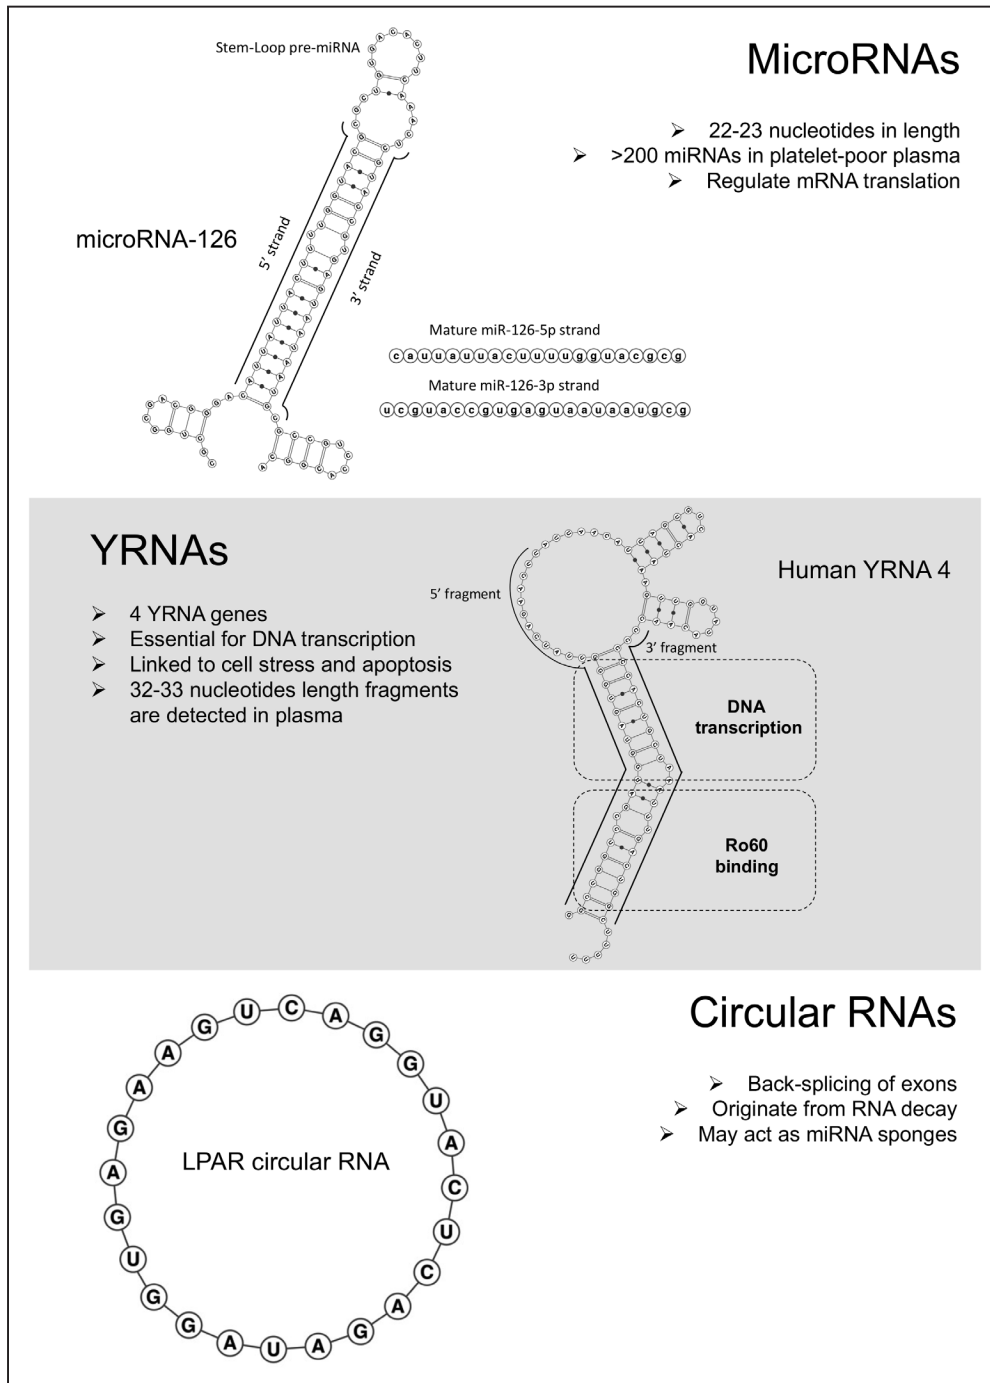 Stem-Loop pre-miRNA
MicroRNAs
➢ 22-23 nucleotides in length
➢ >200 miRNAs in platelet-poor plasma
➢ Regulate mRNA translation
microRNA-126
5' strand
3' strand
Mature miR-126-5p strand
cauuauuacuuuugguacgcg
Mature miR-126-3p strand
ucguaccgugaguaauaaugcg
YRNAs
➢ 4 YRNA genes
➢ Essential for DNA transcription
➢ Linked to cell stress and apoptosis
➢ 32-33 nucleotides length fragments
are detected in plasma
Human YRNA 4
5' fragment
3' fragment
DNA
transcription
Ro60
binding
Circular RNAs
➢ Back-splicing of exons
➢ Originate from RNA decay
➢ May act as miRNA sponges
LPAR circular RNA
GUCAGGUACUCAGAUAGGUGAGAA